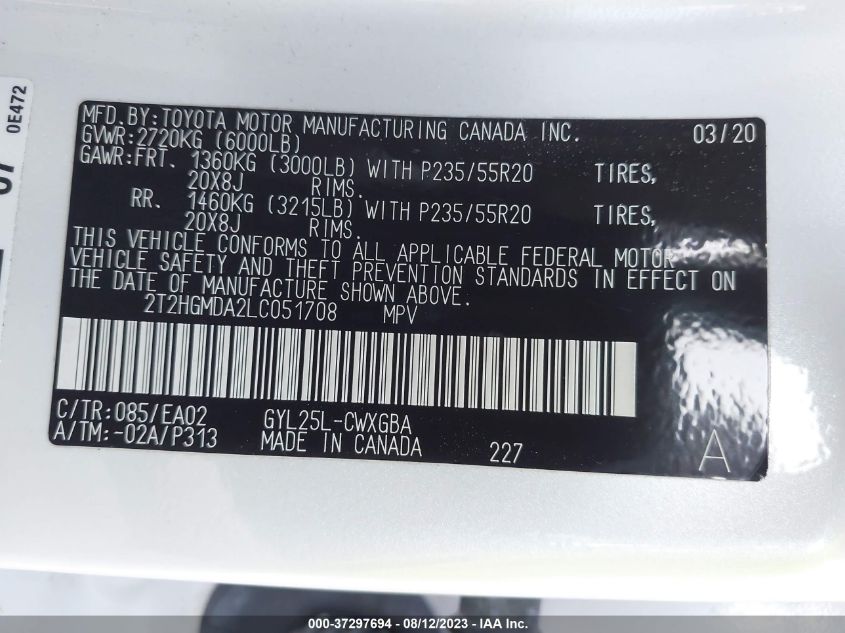 0E472
MFD.BY:TOYOTA MOTOR MANUFACTURING CANADA INC. 03/20
GVWR:2720KG (6000LB)
GAWR:FRT. 1360KG (3000LB) WITH P235/55R20 TIRES,
20X8J RIMS.
RR. 1460KG (3215LB) WITH P235/55R20 TIRES,
20X8J RIMS.
THIS VEHICLE CONFORMS TO ALL APPLICABLE FEDERAL MOTOR
VEHICLE SAFETY AND THEFT PREVENTION STANDARDS IN EFFECT ON
THE DATE OF MANUFACTURE SHOWN ABOVE.
2T2HGMDA2LC051708 MPV
C/TR:085/EA02 GYL25L-CWXGBA
A/TM:-02A/P313 MADE IN CANADA 227 A
000-37297694 - 08/12/2023 - IAA Inc.